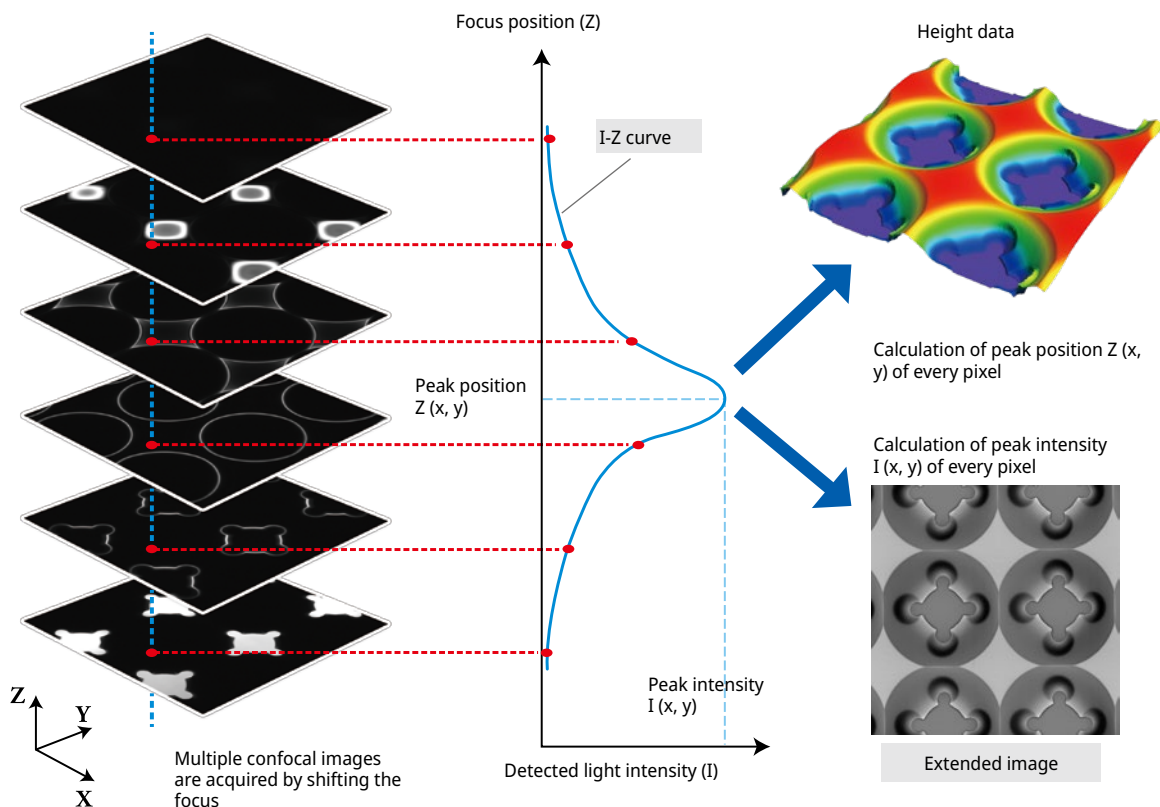 Focus position (Z)
Height data
I-Z curve
Calculation of peak position Z (x,
y) of every pixel
Peak position
Z (x, y)
Calculation of peak intensity
I (x, y) of every pixel
Peak intensity
I (x, y)
Z
Y
X
Multiple confocal images
are acquired by shifting the
focus
Detected light intensity (I)
Extended image